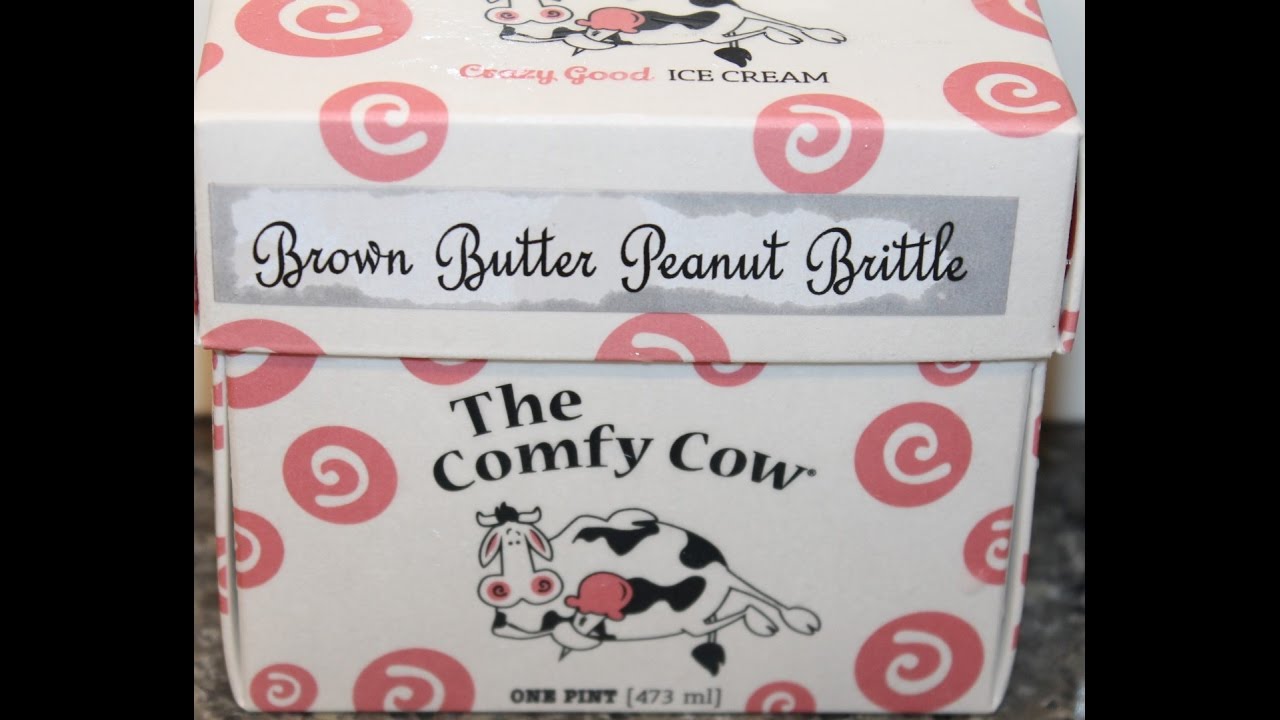 Crazy Good ICE CREAM
Brown Butter Peanut Brittle
The
Comfy Cow®
ONE PINT [473 ml]